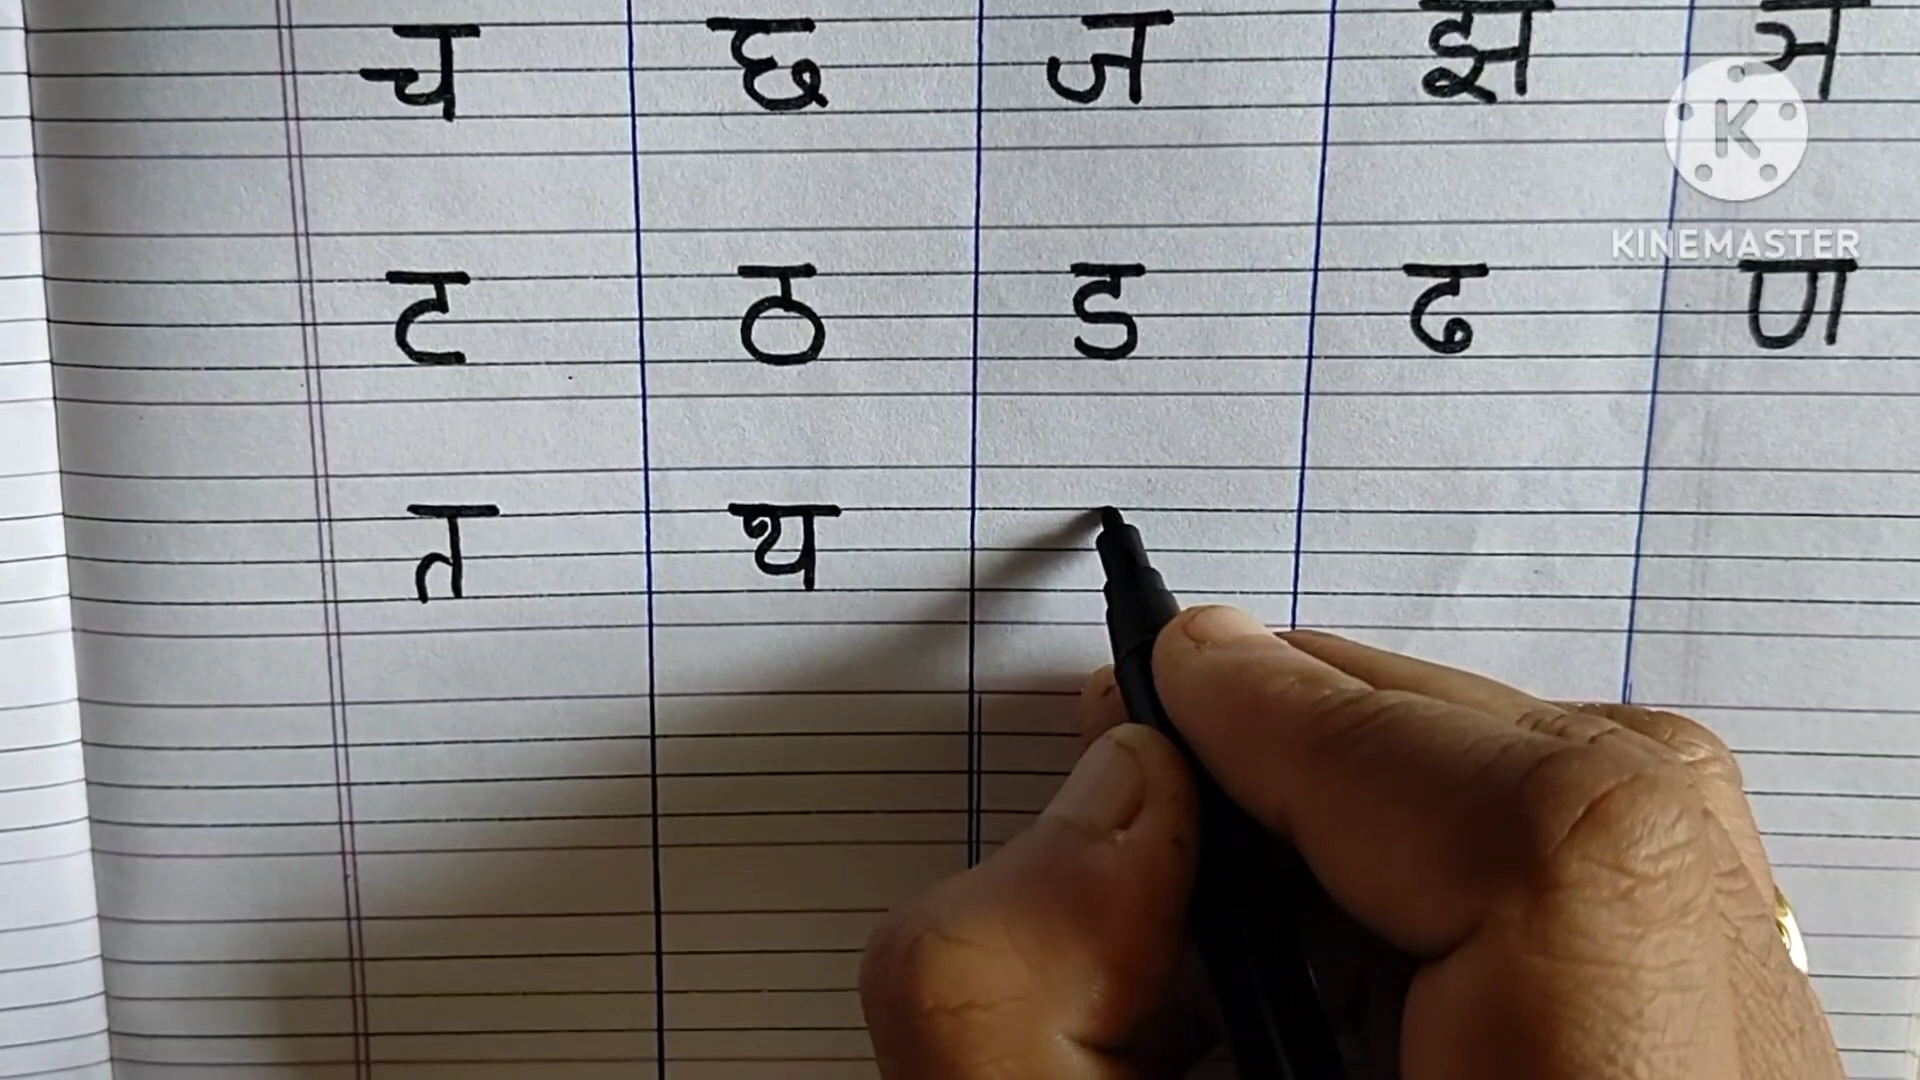 च छ ज झ ञ
K
KINEMASTER
ट ठ ड ढ ण
त थ